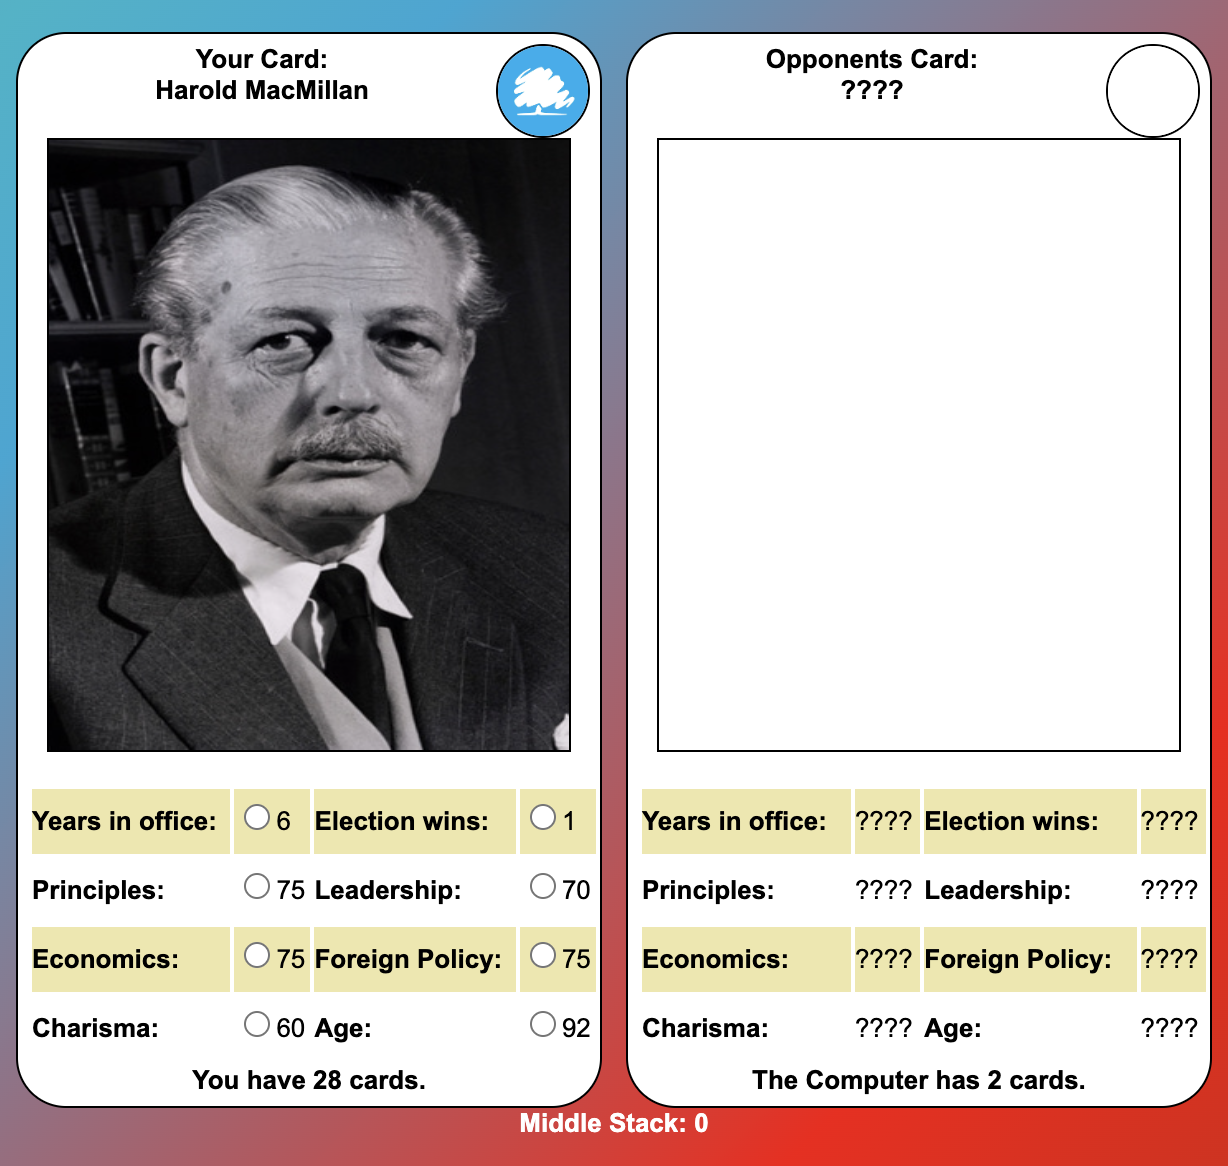 Your Card:
Harold MacMillan
Years in office: 6 Election wins: 1
Principles: 75 Leadership: 70
Economics: 75 Foreign Policy: 75
Charisma: 60 Age: 92
You have 28 cards.
Opponents Card:
????
Years in office: ???? Election wins: ????
Principles: ???? Leadership: ????
Economics: ???? Foreign Policy: ????
Charisma: ???? Age: ????
The Computer has 2 cards.
Middle Stack: 0